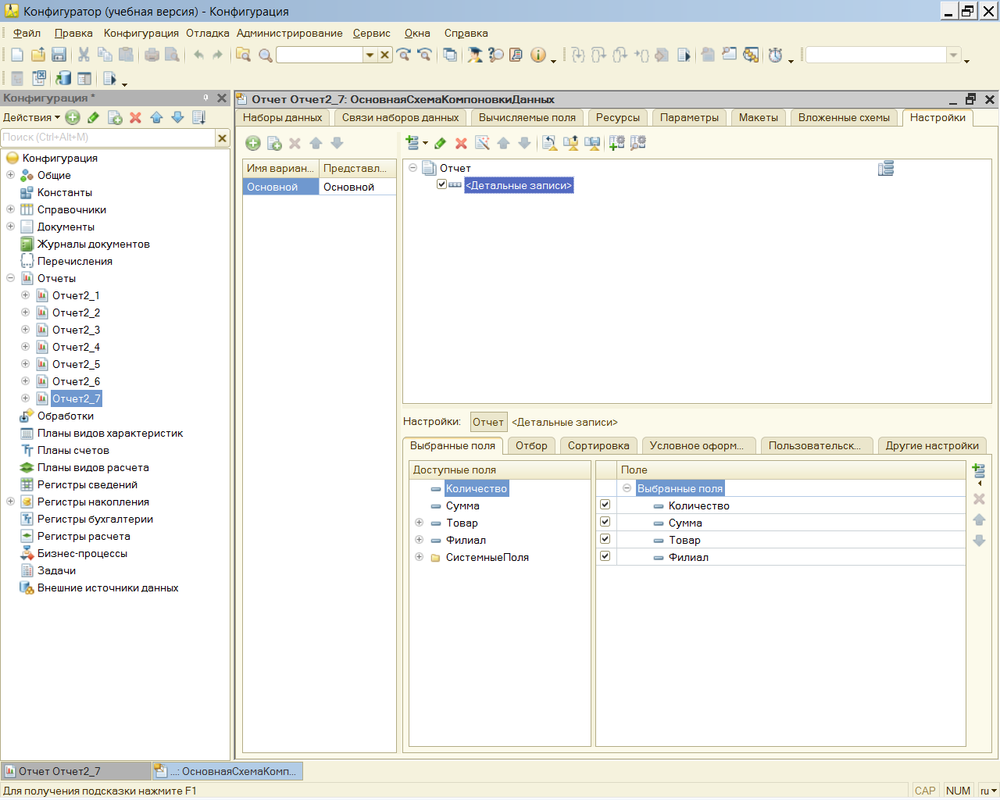 Конфигуратор (учебная версия) - Конфигурация
Файл Правка Конфигурация Отладка Администрирование Сервис Окна Справка
Конфигурация *
Действия
Поиск (Ctrl+Alt+M)
Конфигурация
Общие
Константы
Справочники
Документы
Журналы документов
Перечисления
Отчеты
Отчет2_1
Отчет2_2
Отчет2_3
Отчет2_4
Отчет2_5
Отчет2_6
Отчет2_7
Обработки
Планы видов характеристик
Планы счетов
Планы видов расчета
Регистры сведений
Регистры накопления
Регистры бухгалтерии
Регистры расчета
Бизнес-процессы
Задачи
Внешние источники данных
Отчет Отчет2_7: ОсновнаяСхемаКомпоновкиДанных
Наборы данных Связи наборов данных Вычисляемые поля Ресурсы Параметры Макеты Вложенные схемы Настройки
Имя вариан... Представл...
Основной Основной
Отчет
<Детальные записи>
Настройки: Отчет <Детальные записи>
Выбранные поля Отбор Сортировка Условное оформ... Пользовательск... Другие настройки
Доступные поля
Количество
Сумма
Товар
Филиал
СистемныеПоля
Поле
Выбранные поля
Количество
Сумма
Товар
Филиал
Отчет Отчет2_7 ...: ОсновнаяСхемаКомп...
Для получения подсказки нажмите F1 CAP NUM ru